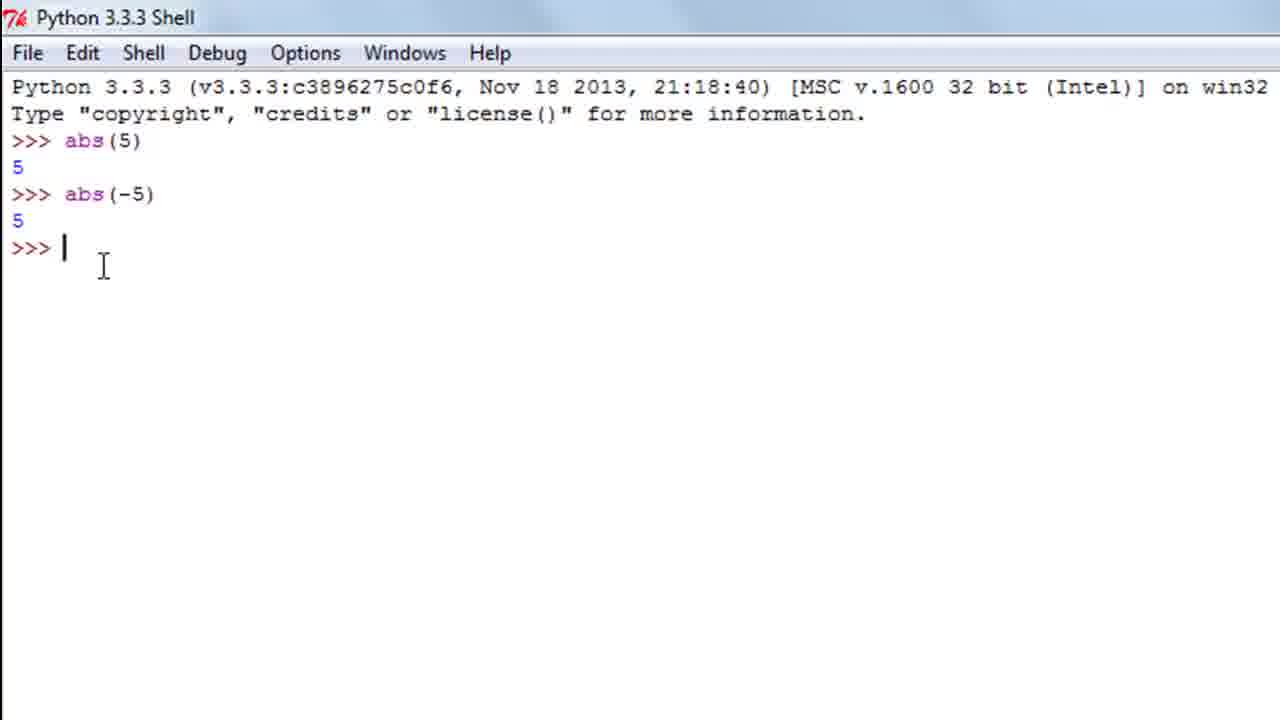 Python 3.3.3 Shell
File Edit Shell Debug Options Windows Help
Python 3.3.3 (v3.3.3:c3896275c0f6, Nov 18 2013, 21:18:40) [MSC v.1600 32 bit (Intel)] on win32
Type "copyright", "credits" or "license()" for more information.
>>> abs(5)
5
>>> abs(-5)
5
>>>